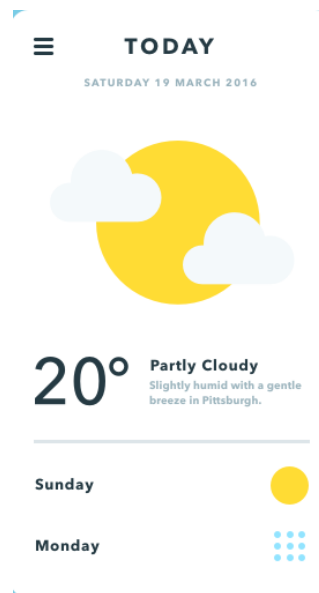 TODAY
SATURDAY 19 MARCH 2016
20°
Partly Cloudy
Slightly humid with a gentle
breeze in Pittsburgh.
Sunday
Monday